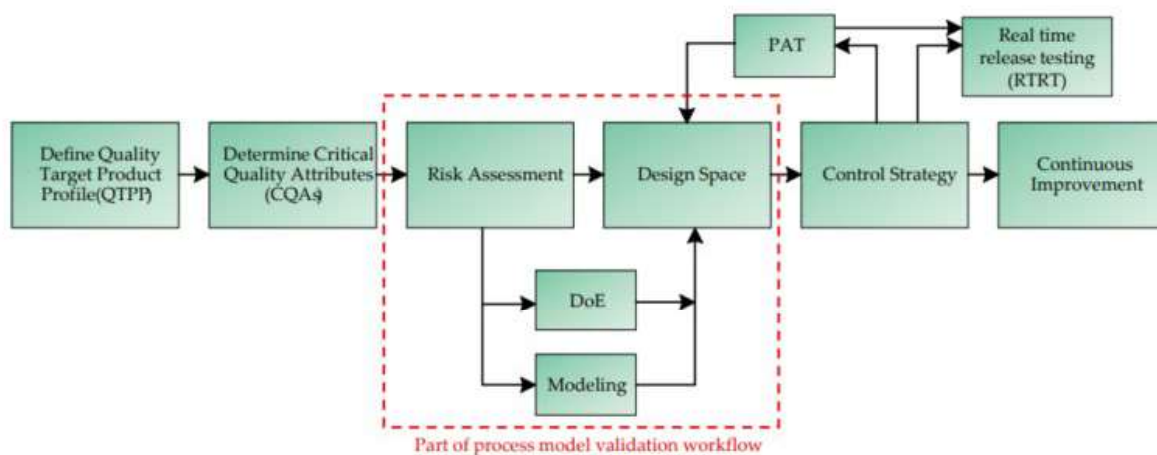 PAT
Real time
release testing
(RTRT)
Define Quality
Target Product
Profile(QTPP)
Determine Critical
Quality Attributes
(CQAs)
Risk Assessment
Design Space
Control Strategy
Continuous
Improvement
DoE
Modeling
Part of process model validation workflow